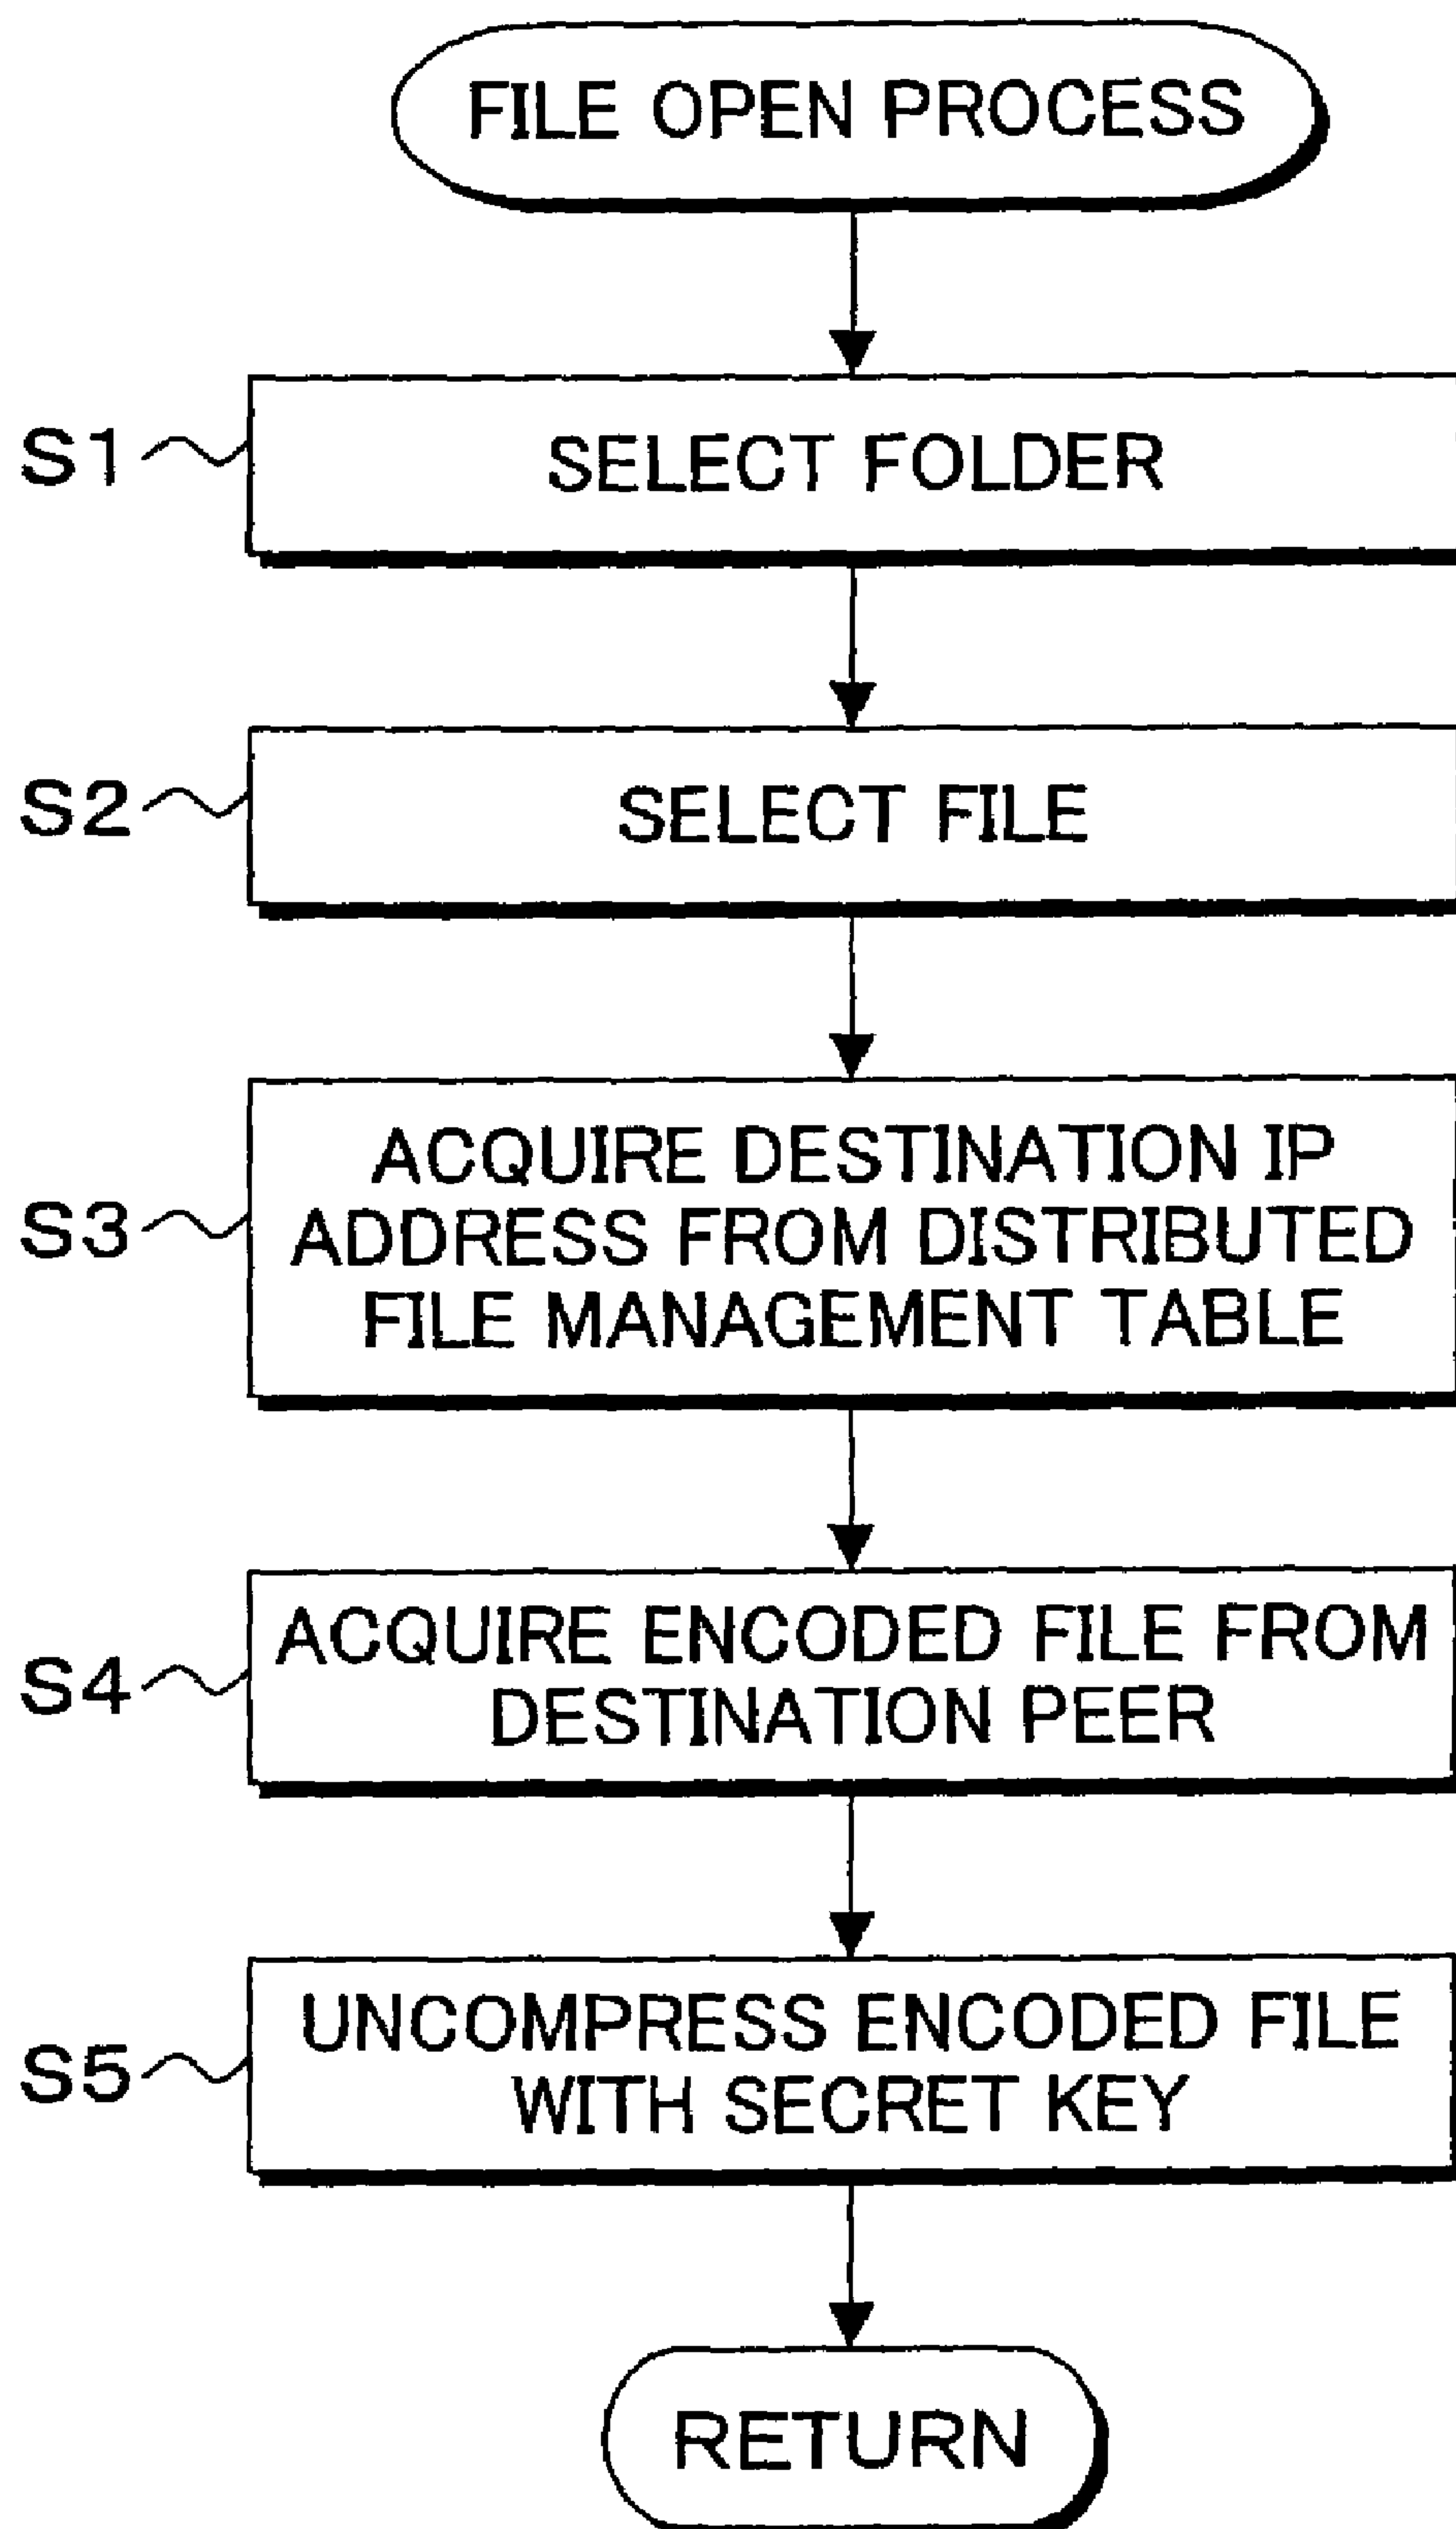 FILE OPEN PROCESS
S1
SELECT FOLDER
S2
SELECT FILE
S3
ACQUIRE DESTINATION IP
ADDRESS FROM DISTRIBUTED
FILE MANAGEMENT TABLE
S4
ACQUIRE ENCODED FILE FROM
DESTINATION PEER
S5
UNCOMPRESS ENCODED FILE
WITH SECRET KEY
RETURN